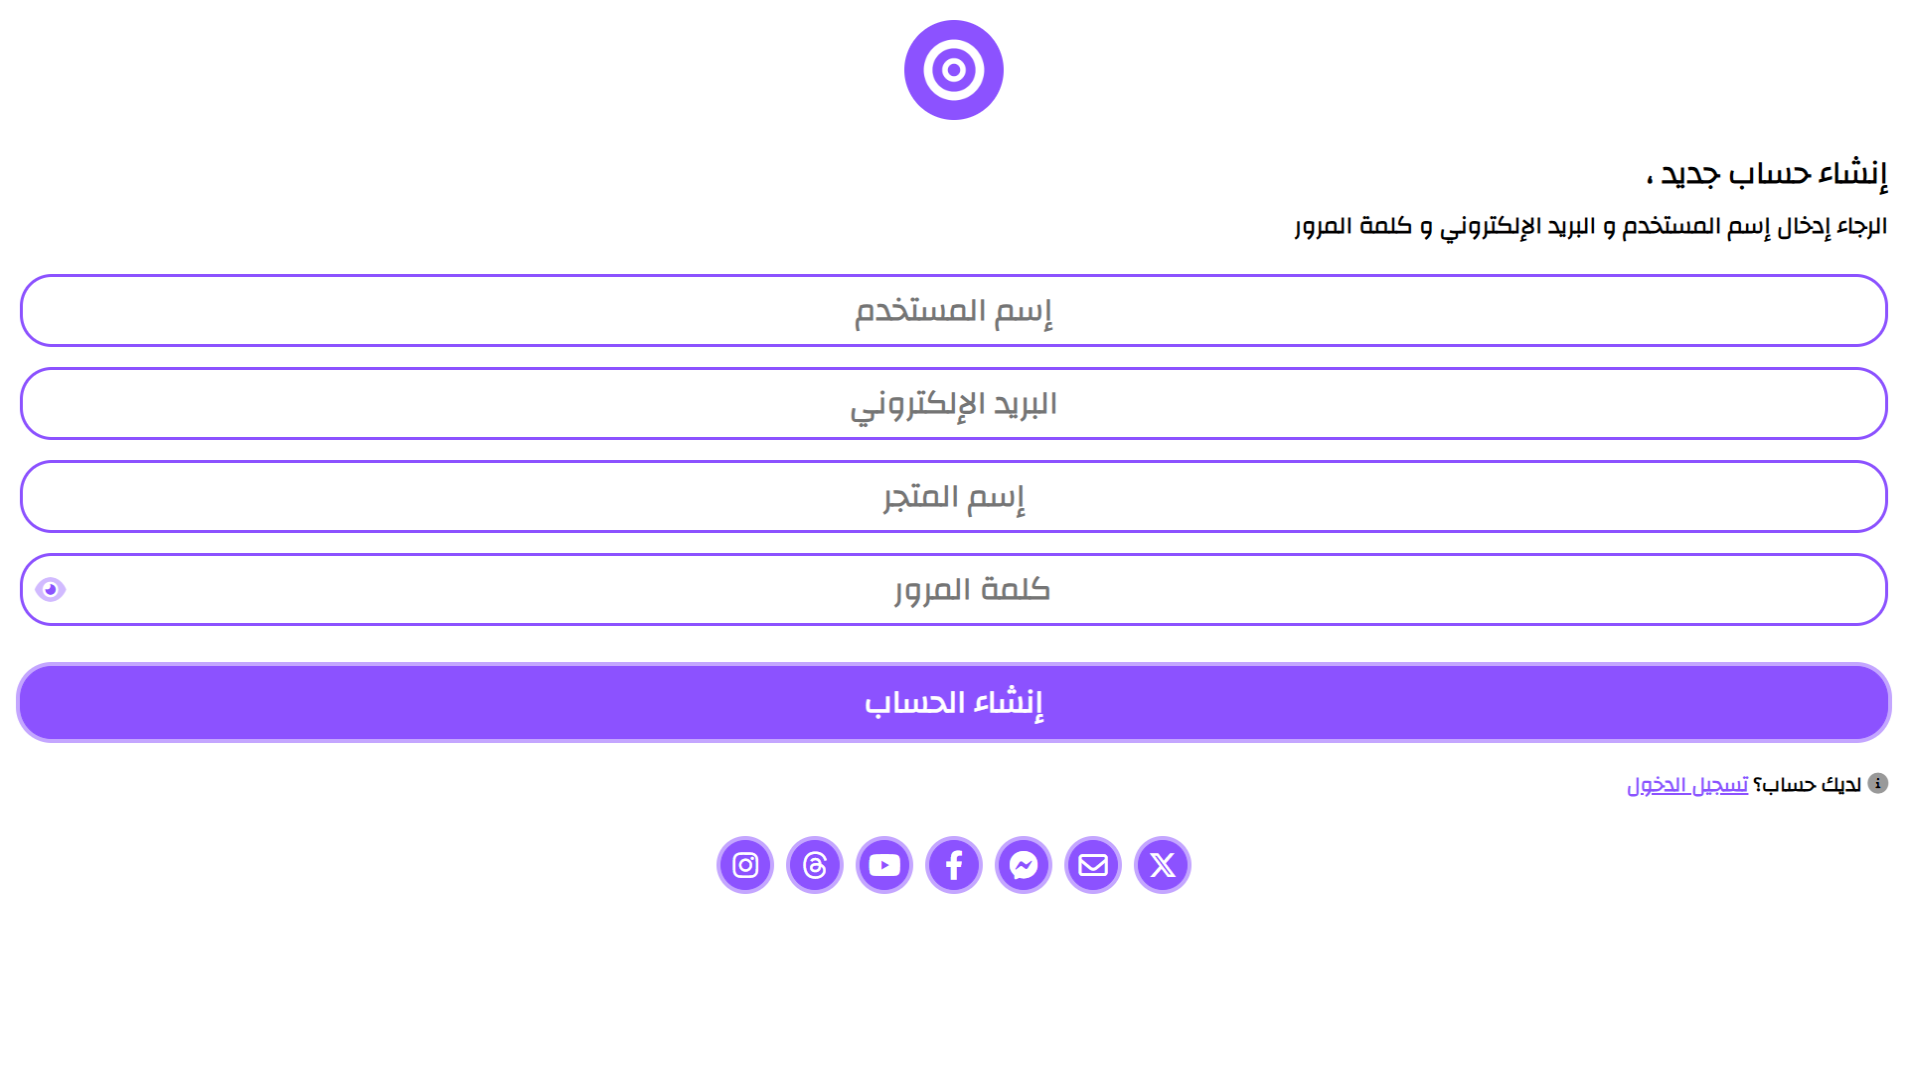 إنشاء حساب جديد ،
الرجاء إدخال إسم المستخدم و البريد الإلكتروني و كلمة المرور
إسم المستخدم
البريد الإلكتروني
إسم المتجر
كلمة المرور
إنشاء الحساب
لديك حساب؟ تسجيل الدخول